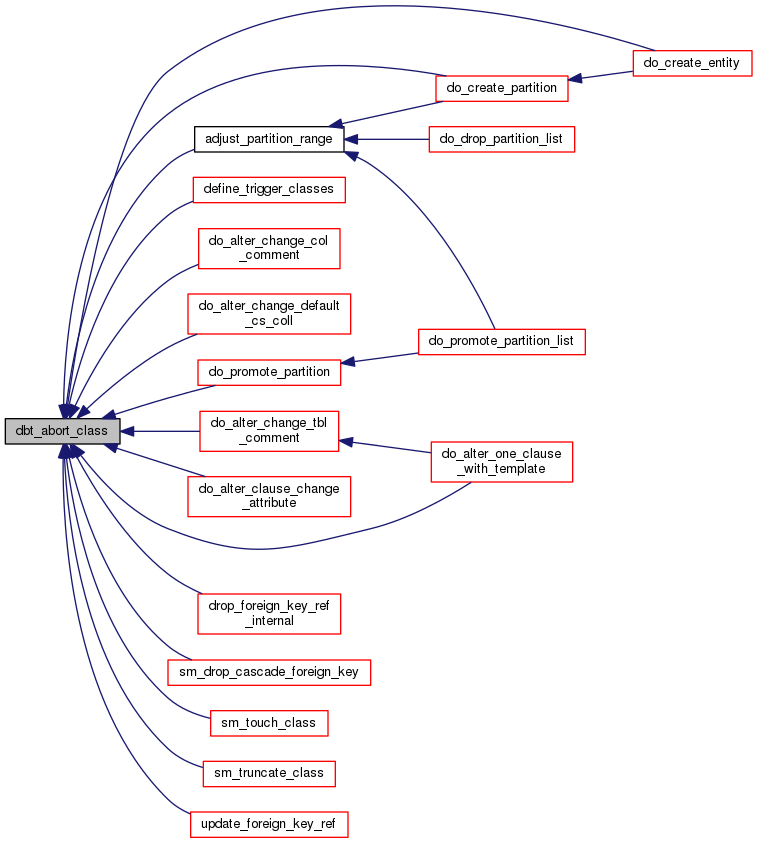 do_create_entity
do_create_partition
adjust_partition_range
do_drop_partition_list
define_trigger_classes
do_alter_change_col
_comment
do_alter_change_default
_cs_coll
do_promote_partition_list
do_promote_partition
dbt_abort_class
do_alter_change_tbl
_comment
do_alter_one_clause
_with_template
do_alter_clause_change
_attribute
drop_foreign_key_ref
_internal
sm_drop_cascade_foreign_key
sm_touch_class
sm_truncate_class
update_foreign_key_ref